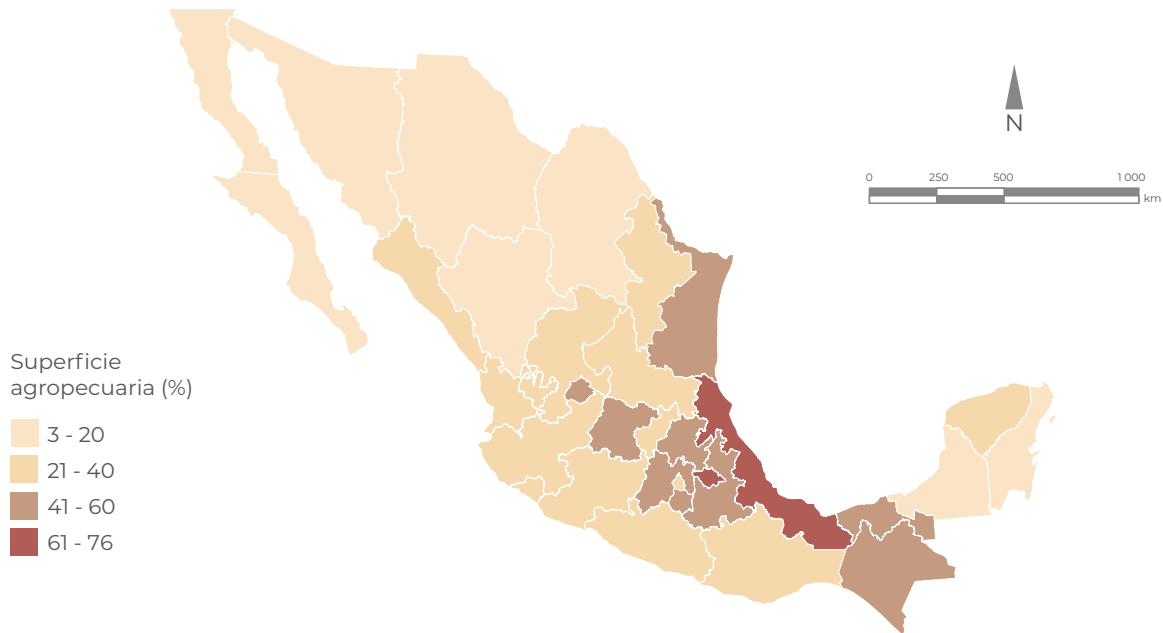 N
0 250 500 1 000
km
Superficie
agropecuaria (%)
3 - 20
21 - 40
41 - 60
61 - 76